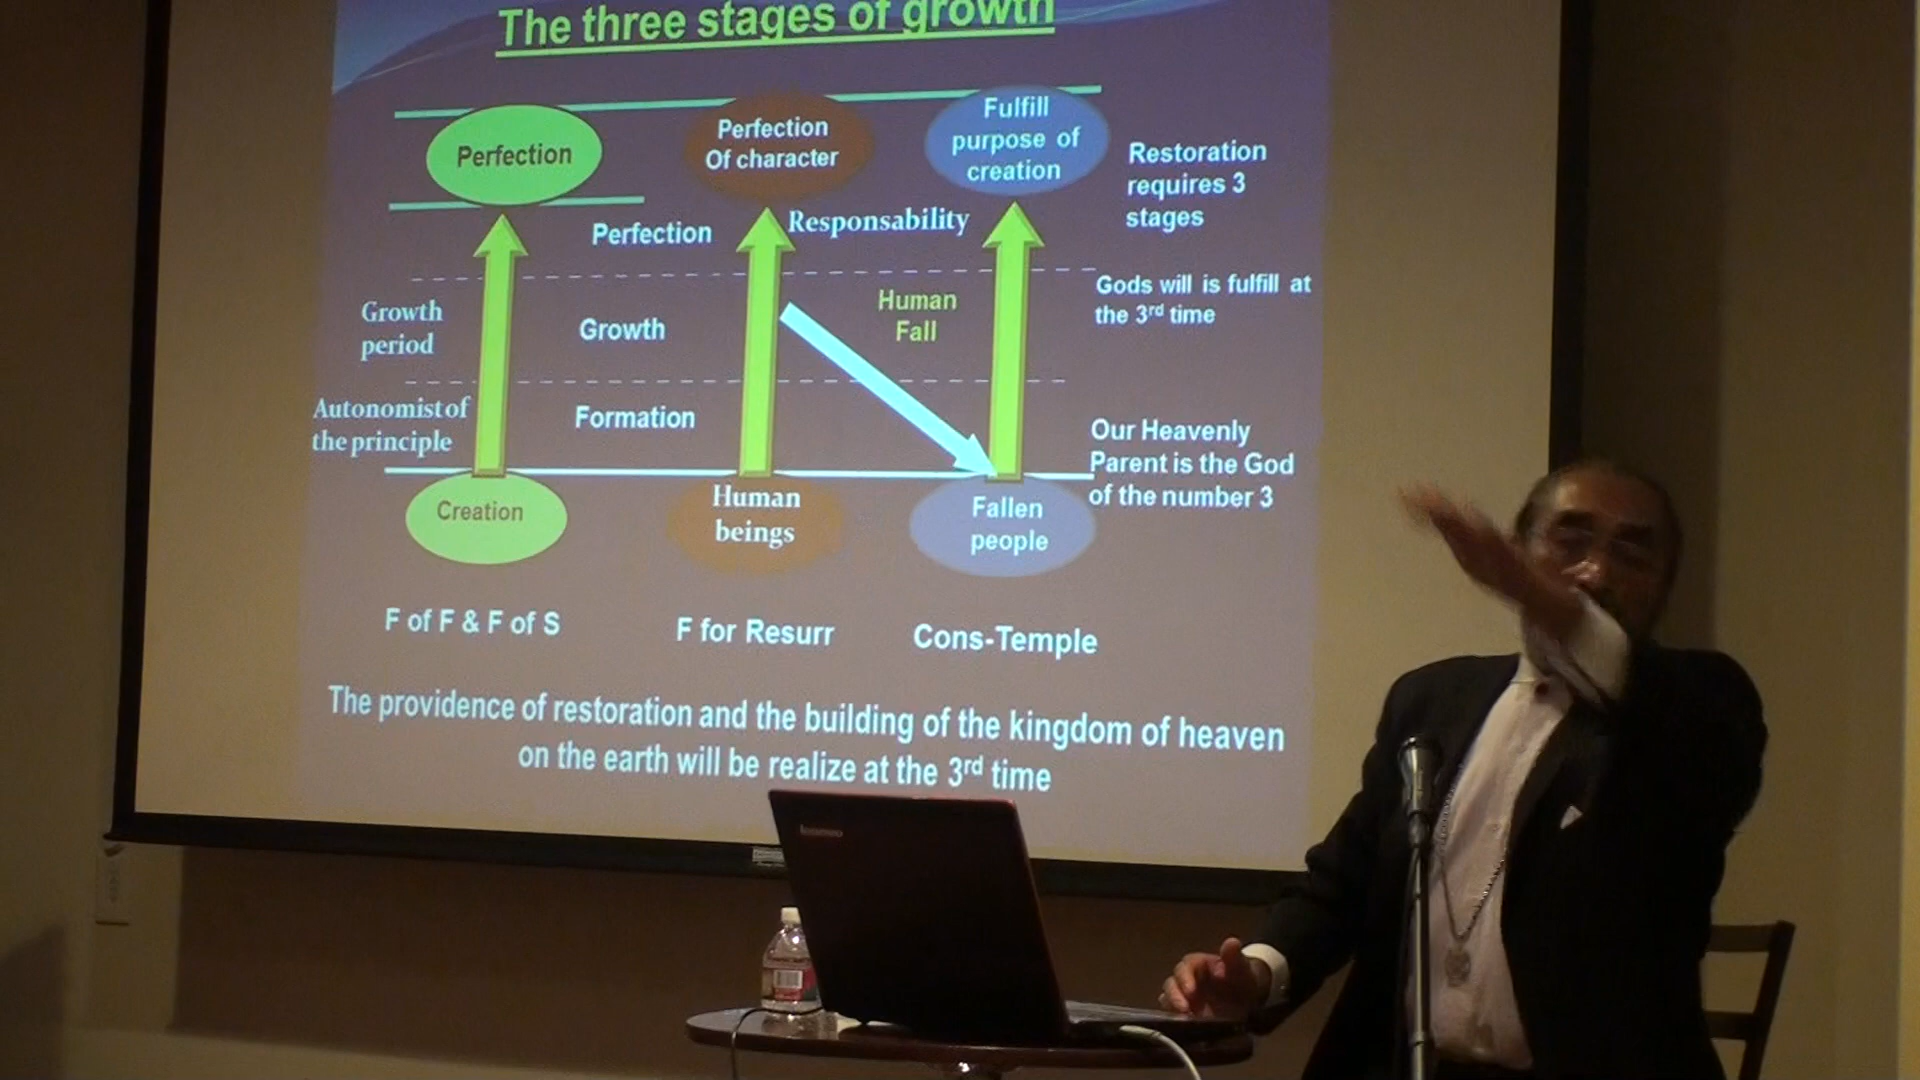 The three stages of growth
Perfection
Perfection
Of character
Fulfill
purpose of
creation
Restoration
requires 3
stages
Perfection
Responsability
Growth
period
Growth
Human
Fall
Gods will is fulfill at
the 3rd time
Autonomist of
the principle
Formation
Our Heavenly
Parent is the God
of the number 3
Creation
Human
beings
Fallen
people
F of F & F of S
F for Resurr
Cons-Temple
The providence of restoration and the building of the kingdom of heaven
on the earth will be realize at the 3rd time
lenovo